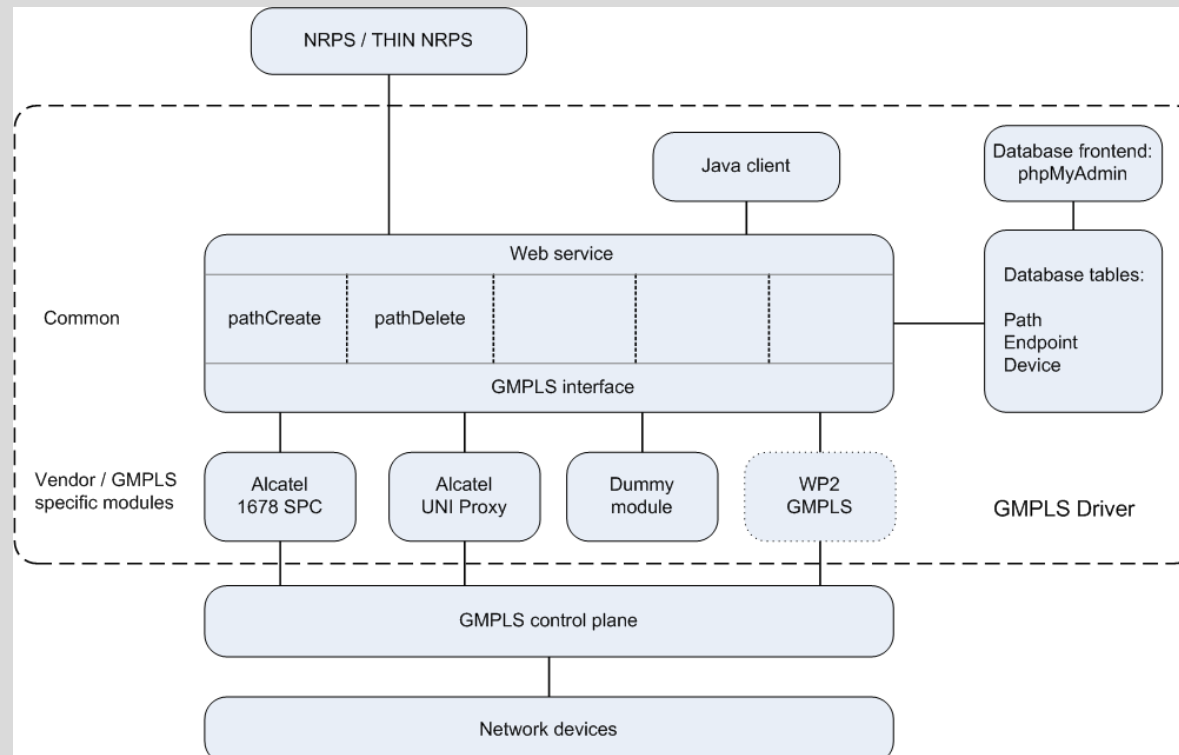 NRPS / THIN NRPS
Java client
Database frontend:
phpMyAdmin
Web service
Database tables:
Path
Endpoint
Device
Common
pathCreate
pathDelete
GMPLS interface
Vendor / GMPLS
specific modules
Alcatel
1678 SPC
Alcatel
UNI Proxy
Dummy
module
WP2
GMPLS
GMPLS Driver
GMPLS control plane
Network devices